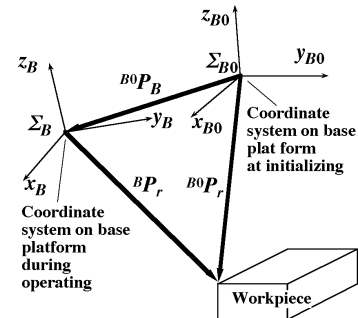 z_B0
Σ_B0
y_B0
z_B
^B0P_B
Σ_B
y_B
x_B0
Coordinate
system on base
plat form
at initializing
x_B
^BP_r
^B0P_r
Coordinate
system on base
platform
during
operating
Workpiece